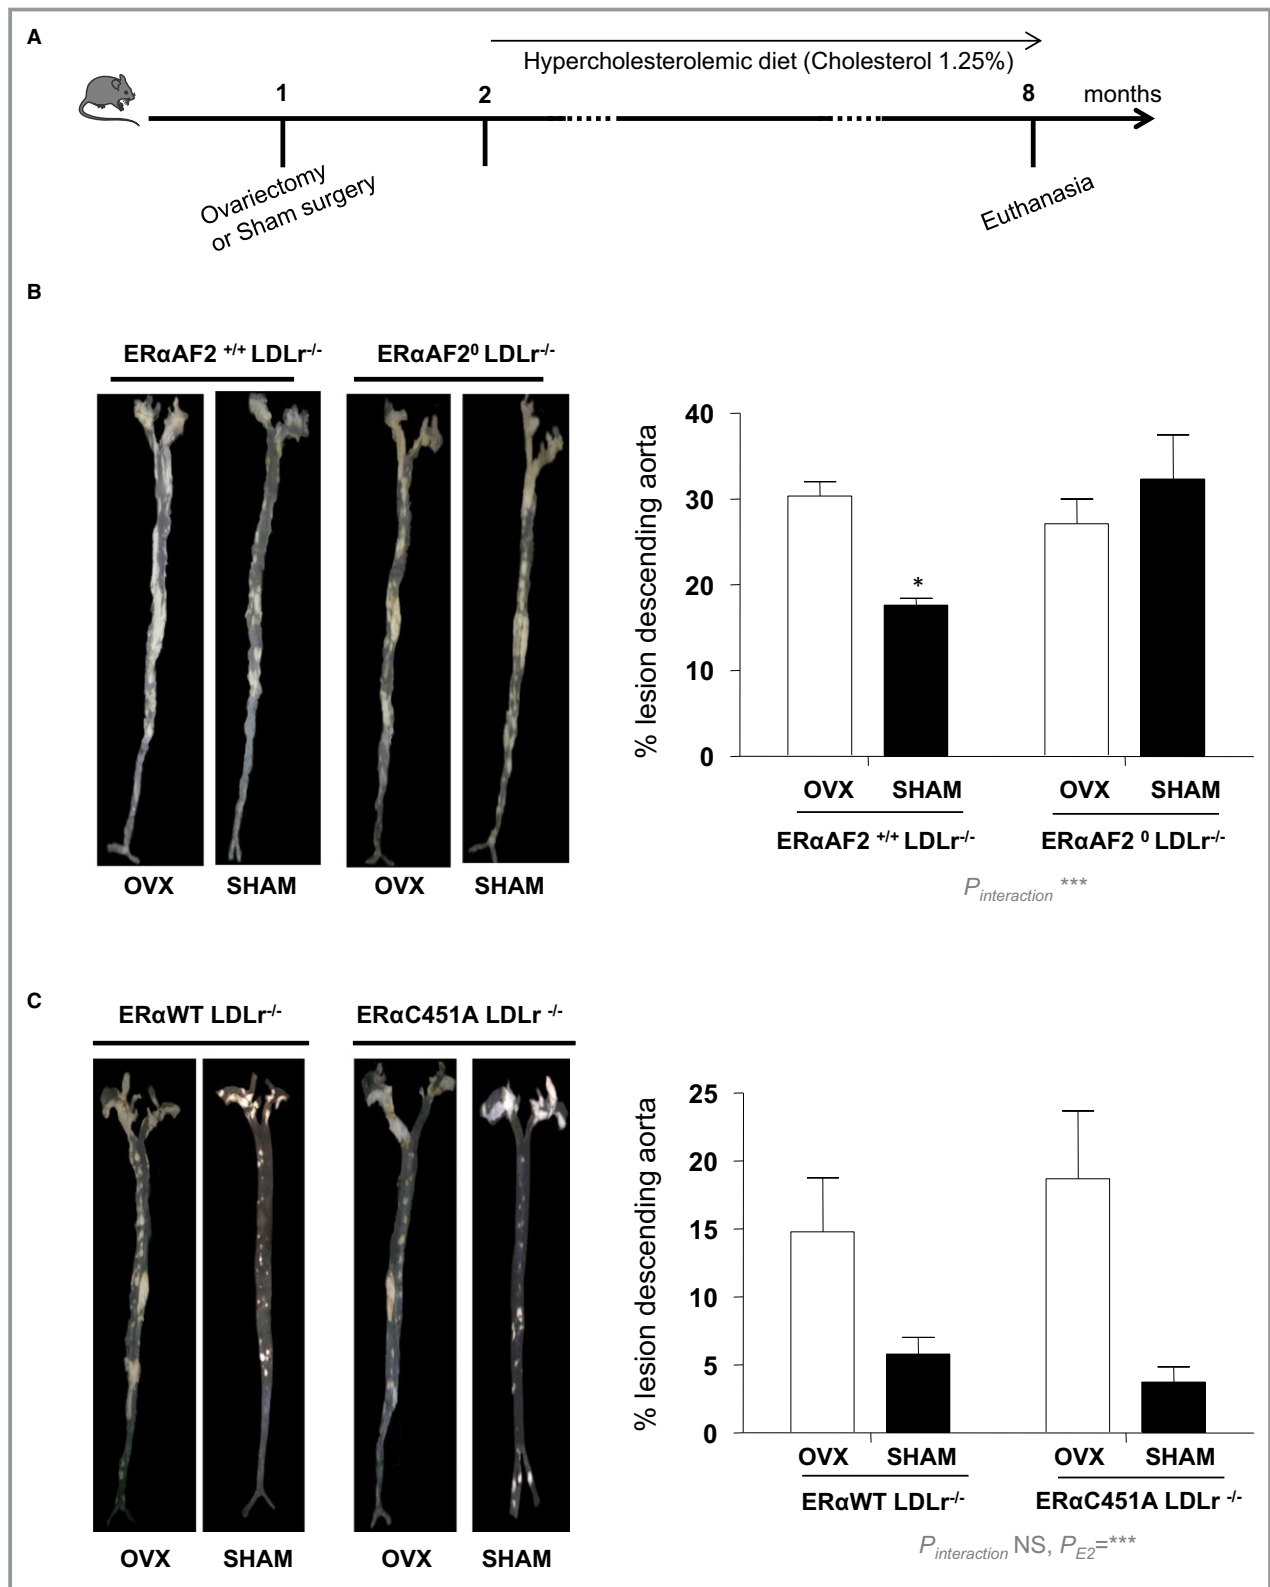 A
Hypercholesterolemic diet (Cholesterol 1.25%)
1
2
8
months
Ovariectomy
or Sham surgery
Euthanasia
B
ERαAF2 +/+ LDLr-/-
ERαAF2⁰ LDLr-/-
OVX
SHAM
OVX
SHAM
% lesion descending aorta
40
30
20
10
0
*
OVX
SHAM
OVX
SHAM
ERαAF2 +/+ LDLr-/-
ERαAF2 ⁰ LDLr-/-
Pinteraction ***
C
ERαWT LDLr-/-
ERαC451A LDLr -/-
OVX
SHAM
OVX
SHAM
% lesion descending aorta
25
20
15
10
5
0
OVX
SHAM
OVX
SHAM
ERαWT LDLr-/-
ERαC451A LDLr -/-
Pinteraction NS, PE2=***